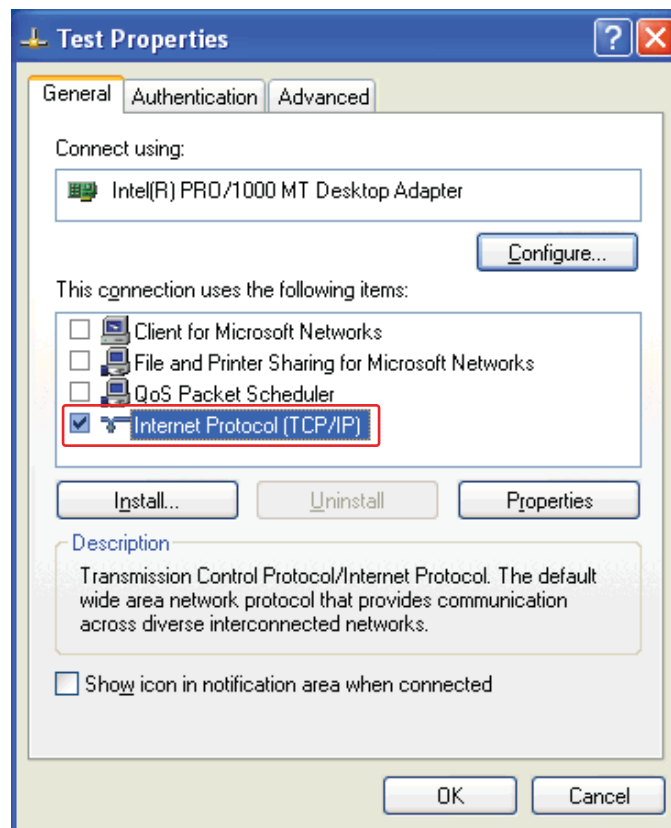 Test Properties
General
Authentication
Advanced
Connect using:
Intel(R) PRO/1000 MT Desktop Adapter
Configure...
This connection uses the following items:
Client for Microsoft Networks
File and Printer Sharing for Microsoft Networks
QoS Packet Scheduler
Internet Protocol (TCP/IP)
Install...
Uninstall
Properties
Description
Transmission Control Protocol/Internet Protocol. The default
wide area network protocol that provides communication
across diverse interconnected networks.
Show icon in notification area when connected
OK
Cancel